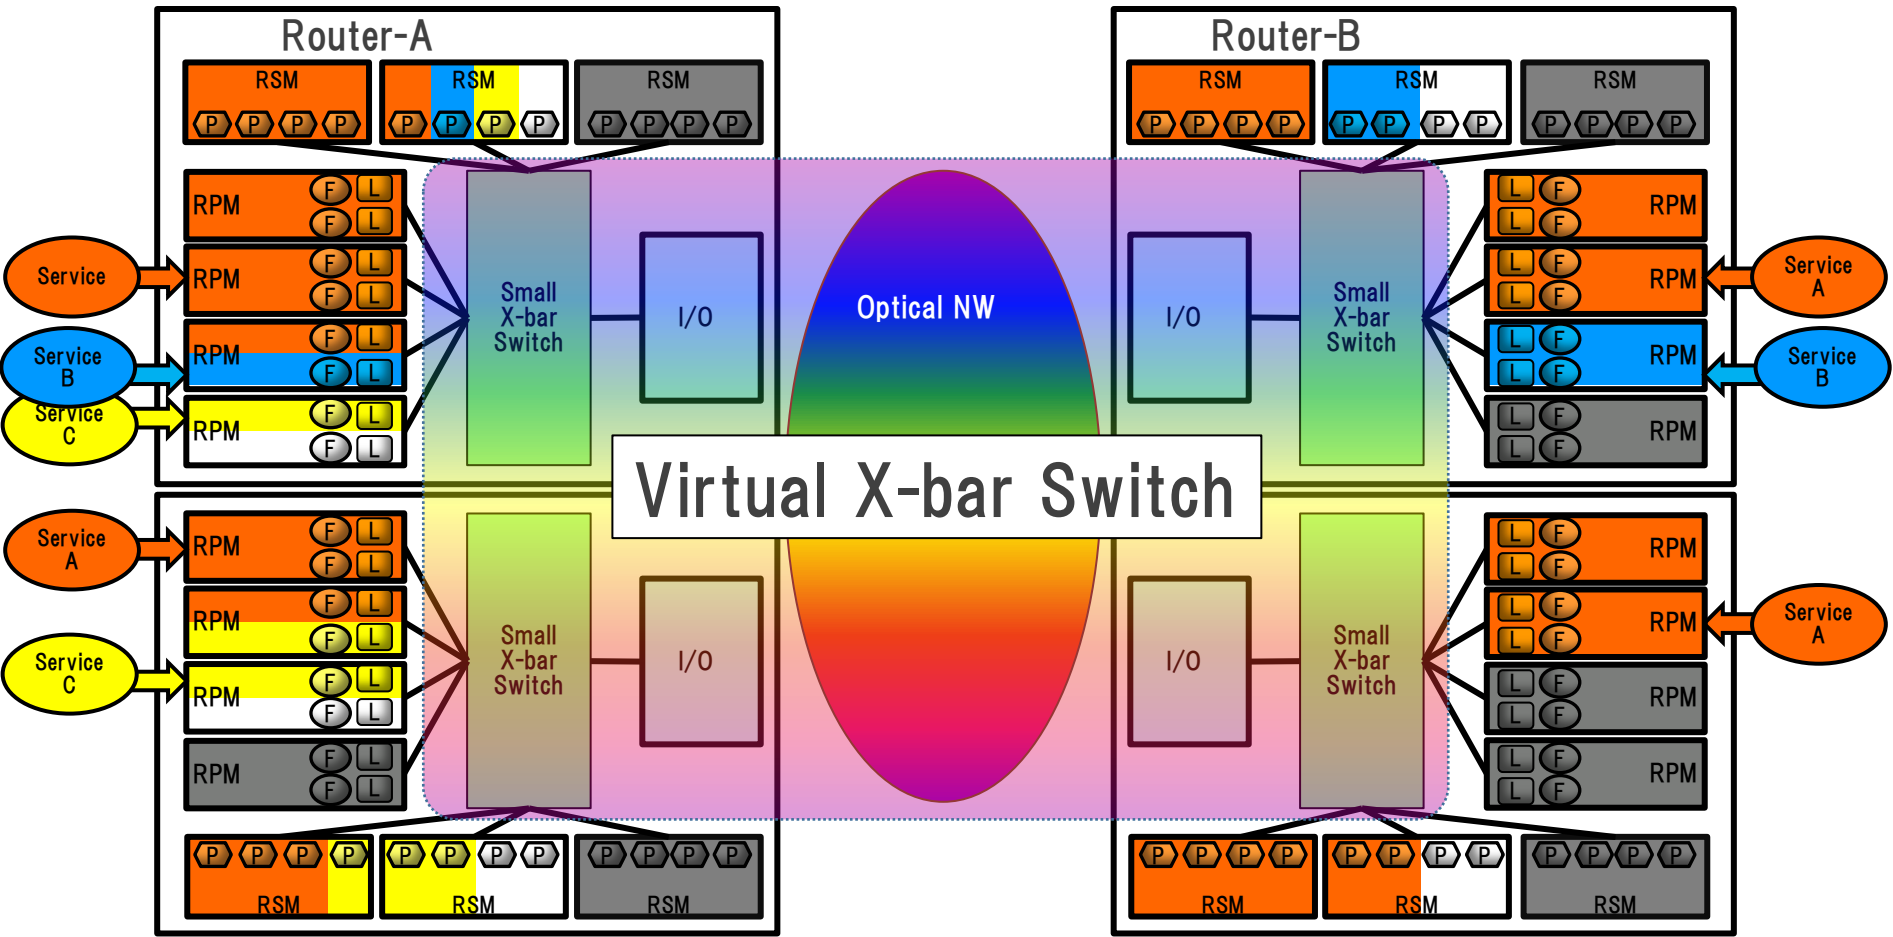 Router-A
RSM
P P P P
RSM
P P P P
RSM
P P P P
RPM
F L
F L
RPM
F L
F L
RPM
F L
F L
RPM
F L
F L
Service
Service
B
Service
C
Small
X-bar
Switch
I/O
Optical NW
Router-B
RSM
P P P P
RSM
P P P P
RSM
P P P P
I/O
Small
X-bar
Switch
L F
L F
RPM
L F
L F
RPM
L F
L F
RPM
L F
L F
RPM
Service
A
Service
B
Virtual X-bar Switch
Service
A
Service
C
RPM
F L
F L
RPM
F L
F L
RPM
F L
F L
RPM
F L
F L
Small
X-bar
Switch
I/O
P P P P
RSM
P P P P
RSM
P P P P
RSM
I/O
Small
X-bar
Switch
L F
L F
RPM
L F
L F
RPM
L F
L F
RPM
L F
L F
RPM
Service
A
P P P P
RSM
P P P P
RSM
P P P P
RSM